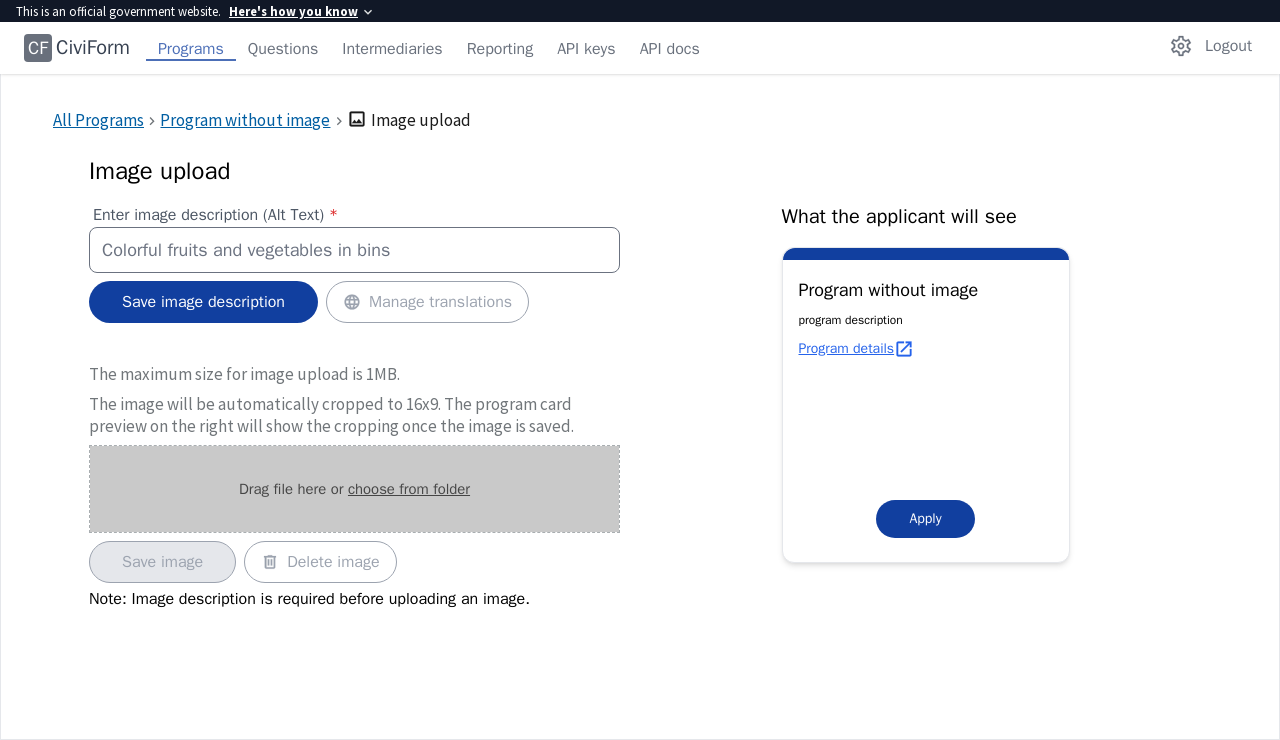 This is an official government website. Here's how you know
CF CiviForm Programs Questions Intermediaries Reporting API keys API docs Logout
All Programs › Program without image › Image upload
Image upload
Enter image description (Alt Text) *
Colorful fruits and vegetables in bins
Save image description Manage translations
The maximum size for image upload is 1MB.
The image will be automatically cropped to 16x9. The program card
preview on the right will show the cropping once the image is saved.
Drag file here or choose from folder
Save image Delete image
Note: Image description is required before uploading an image.
What the applicant will see
Program without image
program description
Program details
Apply